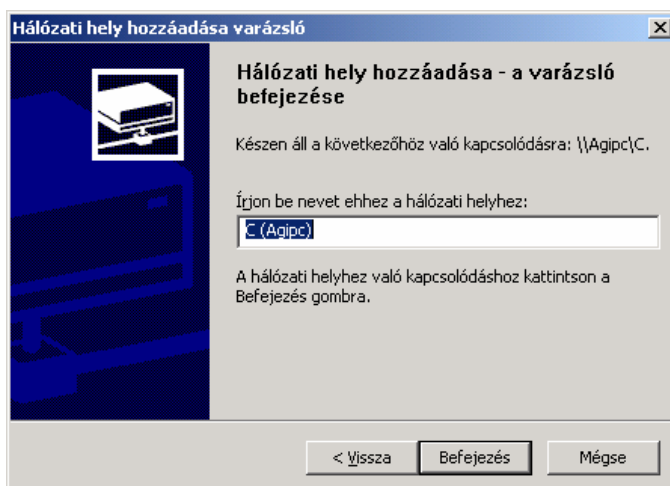 Hálózati hely hozzáadása varázsló
Hálózati hely hozzáadása - a varázsló
befejezése
Készen áll a következőhöz való kapcsolódásra: \\Agipc\C.
Írjon be nevet ehhez a hálózati helyhez:
C (Agipc)
A hálózati helyhez való kapcsolódáshoz kattintson a
Befejezés gombra.
< Vissza Befejezés Mégse